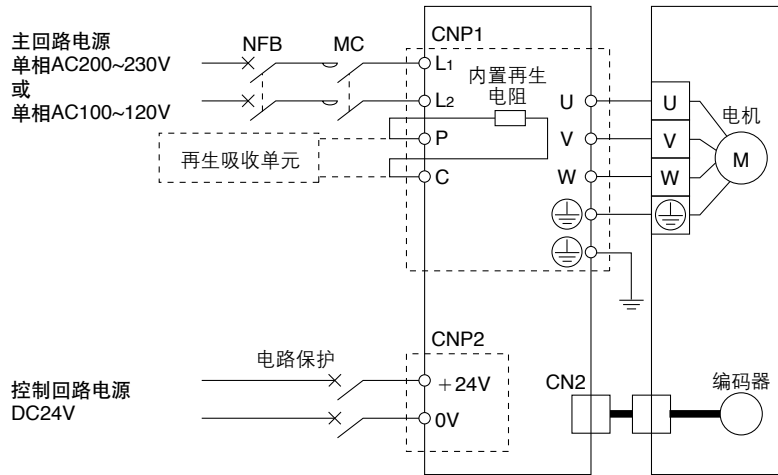 主回路电源
单相AC200~230V
或
单相AC100~120V
NFB
MC
CNP1
L1
L2
P
C
内置再生
电阻
再生吸收单元
U
V
W
U
V
W
电机
M
电路保护
控制回路电源
DC24V
CNP2
+24V
0V
CN2
编码器